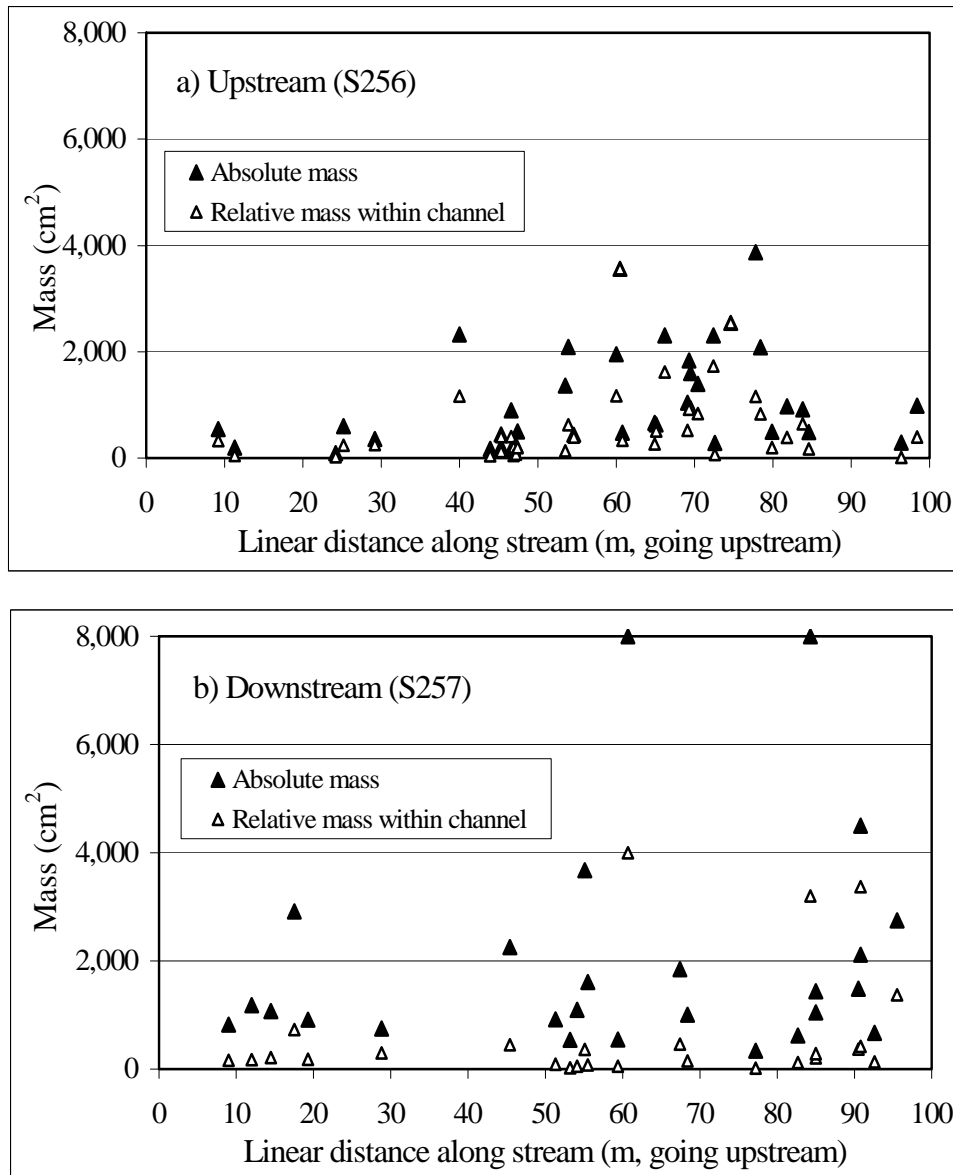 8,000
a) Upstream (S256)
6,000
Absolute mass
Relative mass within channel
4,000
2,000
0
Mass (cm²)
0 10 20 30 40 50 60 70 80 90 100
Linear distance along stream (m, going upstream)
8,000
b) Downstream (S257)
6,000
Absolute mass
Relative mass within channel
4,000
2,000
0
Mass (cm²)
0 10 20 30 40 50 60 70 80 90 100
Linear distance along stream (m, going upstream)